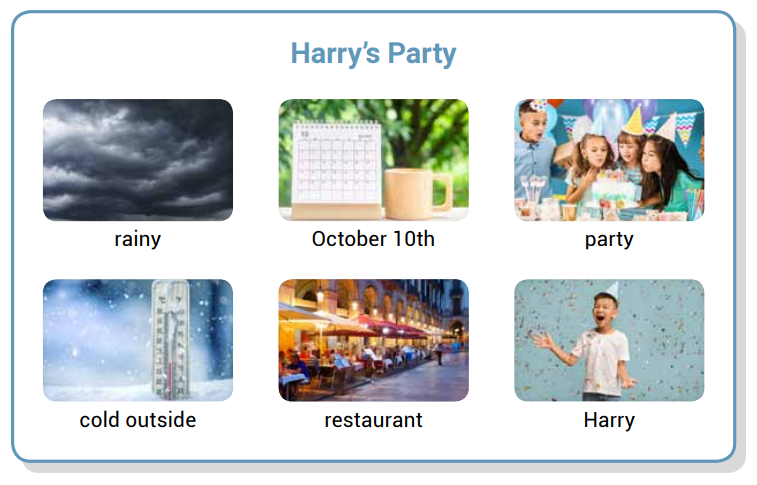 Harry's Party
rainy
October 10th
party
cold outside
restaurant
Harry